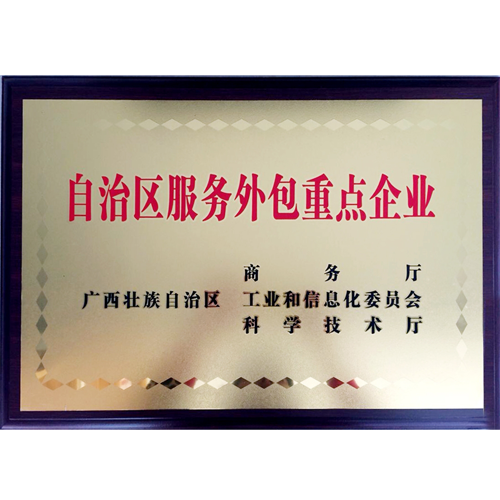 自治区服务外包重点企业
商务厅
广西壮族自治区 工业和信息化委员会
科学技术厅